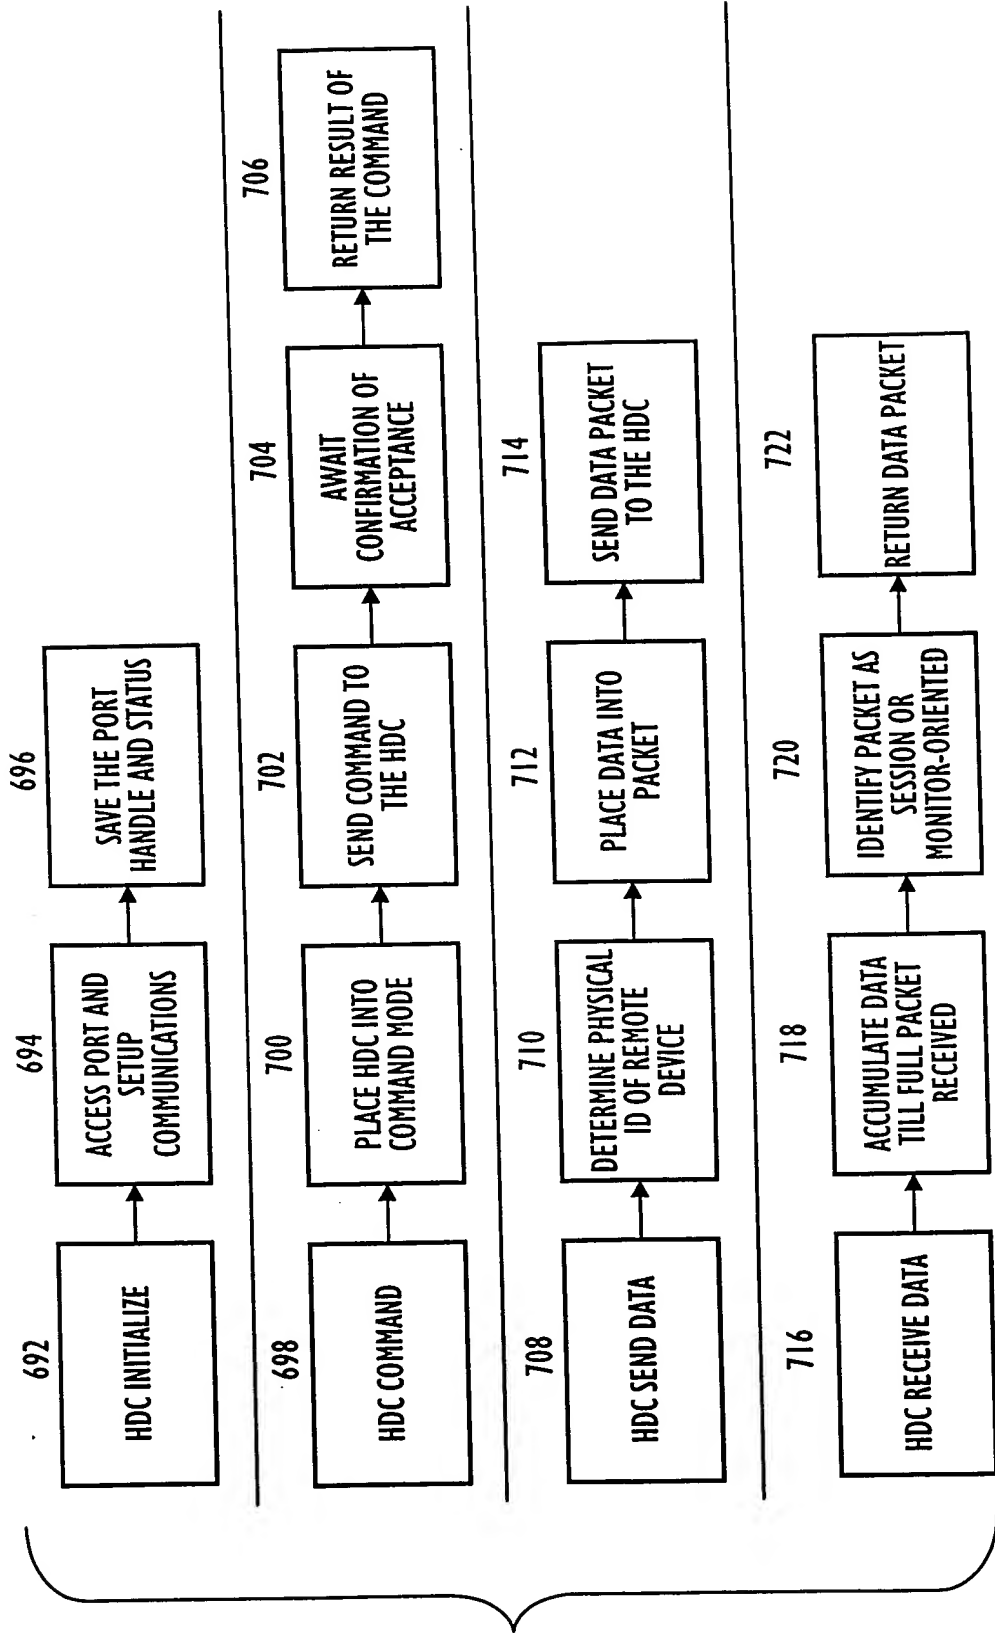 692
HDC INITIALIZE
694
ACCESS PORT AND
SETUP
COMMUNICATIONS
696
SAVE THE PORT
HANDLE AND STATUS
698
HDC COMMAND
700
PLACE HDC INTO
COMMAND MODE
702
SEND COMMAND TO
THE HDC
704
AWAIT
CONFIRMATION OF
ACCEPTANCE
706
RETURN RESULT OF
THE COMMAND
708
HDC SEND DATA
710
DETERMINE PHYSICAL
ID OF REMOTE
DEVICE
712
PLACE DATA INTO
PACKET
714
SEND DATA PACKET
TO THE HDC
716
HDC RECEIVE DATA
718
ACCUMULATE DATA
TILL FULL PACKET
RECEIVED
720
IDENTIFY PACKET AS
SESSION OR
MONITOR-ORIENTED
722
RETURN DATA PACKET